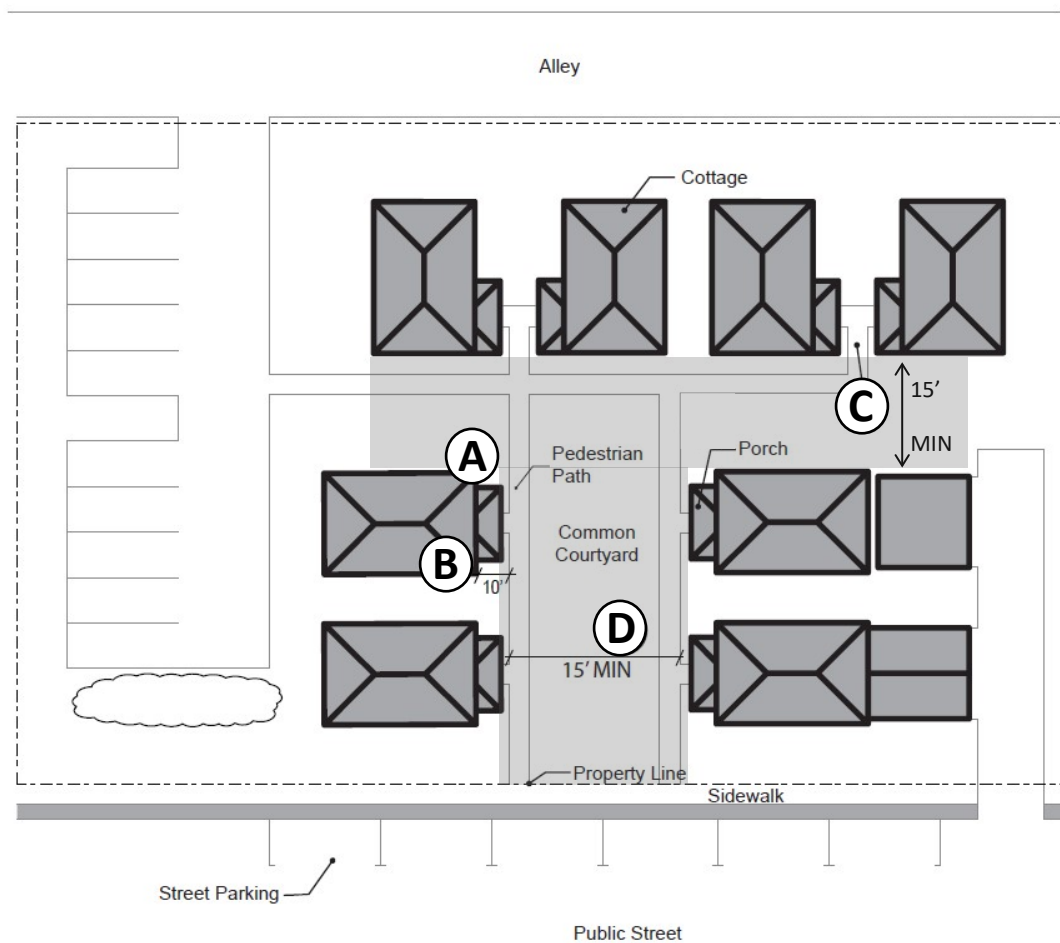 Alley
Cottage
C
15'
MIN
A
Pedestrian
Path
Porch
Common
Courtyard
B
10'
D
15' MIN
Property Line
Sidewalk
Street Parking
Public Street